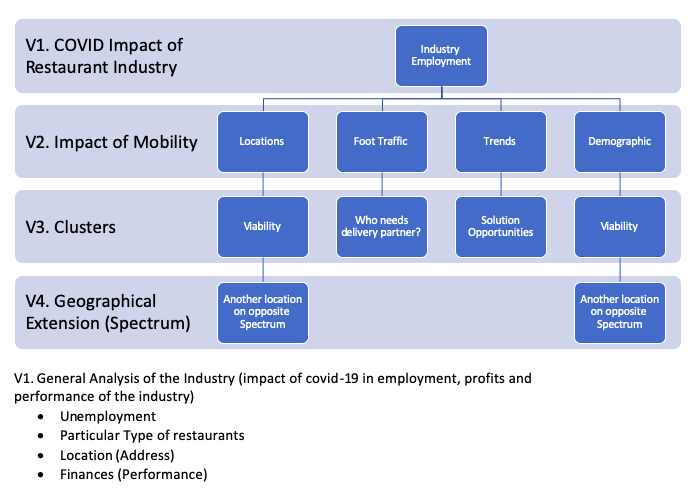 V1. COVID Impact of
Restaurant Industry
Industry
Employment
V2. Impact of Mobility
Locations
Foot Traffic
Trends
Demographic
V3. Clusters
Viability
Who needs
delivery partner?
Solution
Opportunities
Viability
V4. Geographical
Extension (Spectrum)
Another location
on opposite
Spectrum
Another location
on opposite
Spectrum
V1. General Analysis of the Industry (impact of covid-19 in employment, profits and
performance of the industry)
• Unemployment
• Particular Type of restaurants
• Location (Address)
• Finances (Performance)